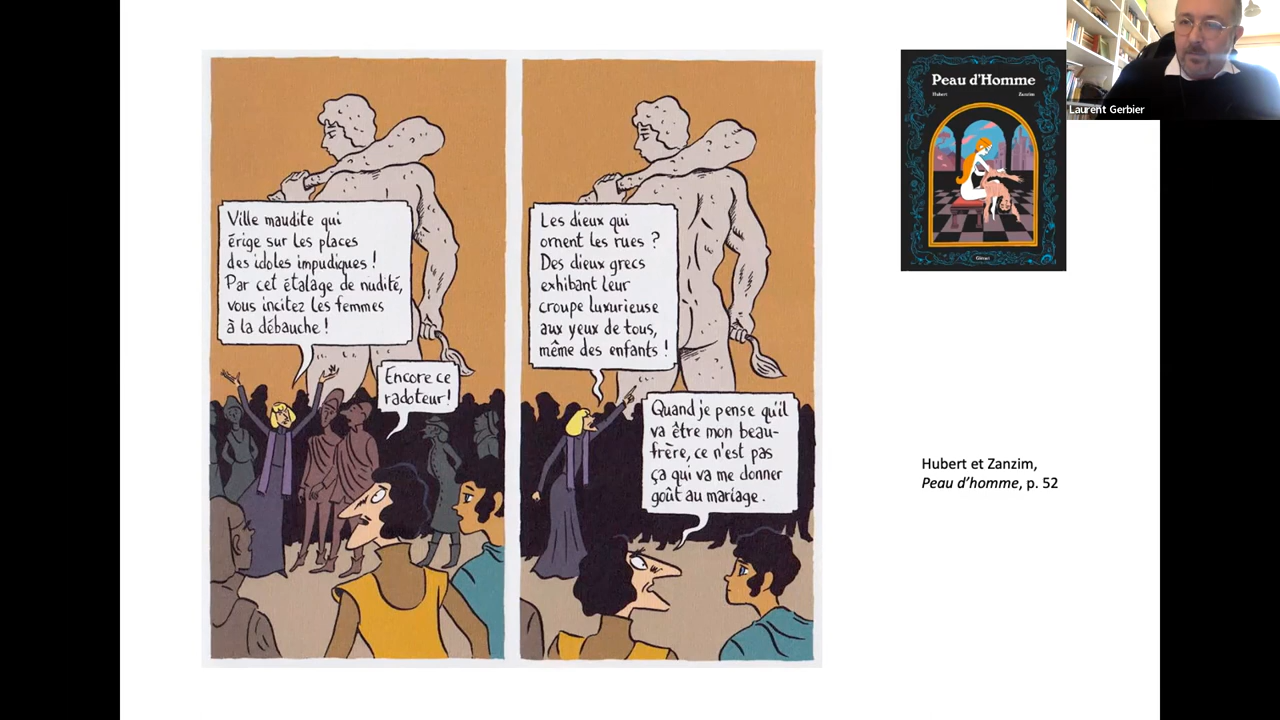 Ville maudite qui
érige sur les places
des idoles impudiques !
Par cet étalage de nudité,
vous incitez les femmes
à la débauche !
Encore ce
radoteur !
Les dieux qui
ornent les rues ?
Des dieux grecs
exhibant leur
croupe luxurieuse
aux yeux de tous,
même des enfants !
Quand je pense qu'il
va être mon beau-
frère, ce n'est pas
ça qui va me donner
goût au mariage.
Peau d'Homme
Hubert
Zanzim
Glénat
Laurent Gerbier
Hubert et Zanzim,
Peau d'homme, p. 52